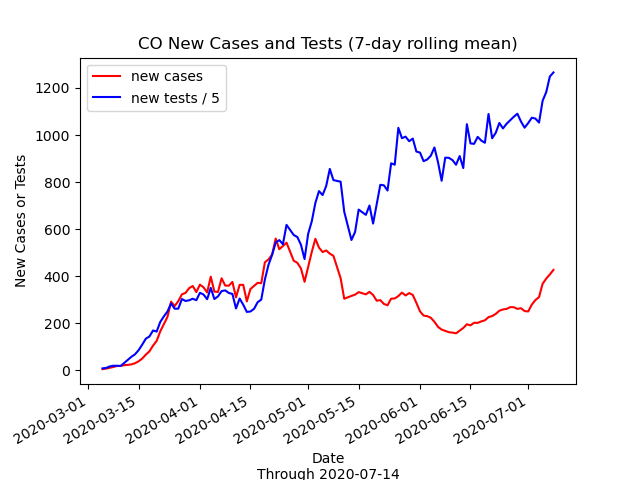 CO New Cases and Tests (7-day rolling mean)
new cases
new tests / 5
New Cases or Tests
1200
1000
800
600
400
200
0
2020-03-01
2020-03-15
2020-04-01
2020-04-15
2020-05-01
2020-05-15
2020-06-01
2020-06-15
2020-07-01
Date
Through 2020-07-14